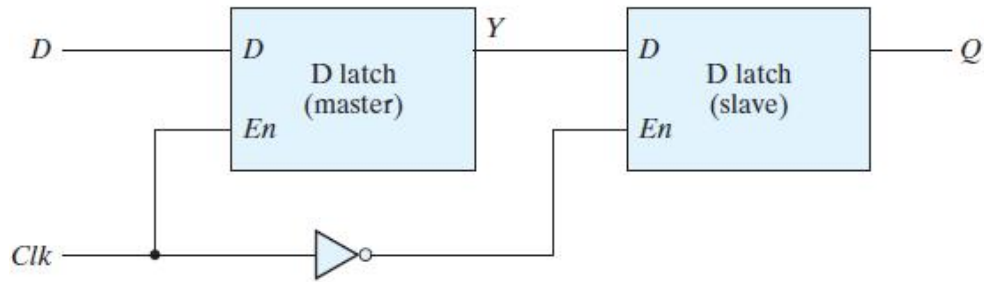 D
D
D latch
(master)
En
Y
D
D latch
(slave)
En
Q
Clk